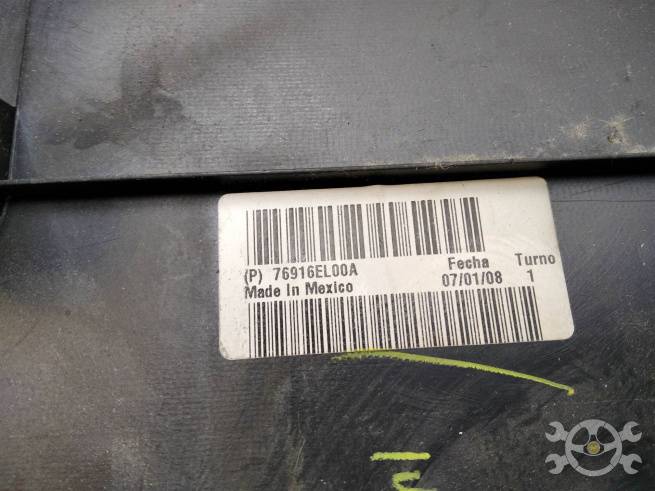 (P) 76916EL00A Fecha Turno
Made In Mexico 07/01/08 1